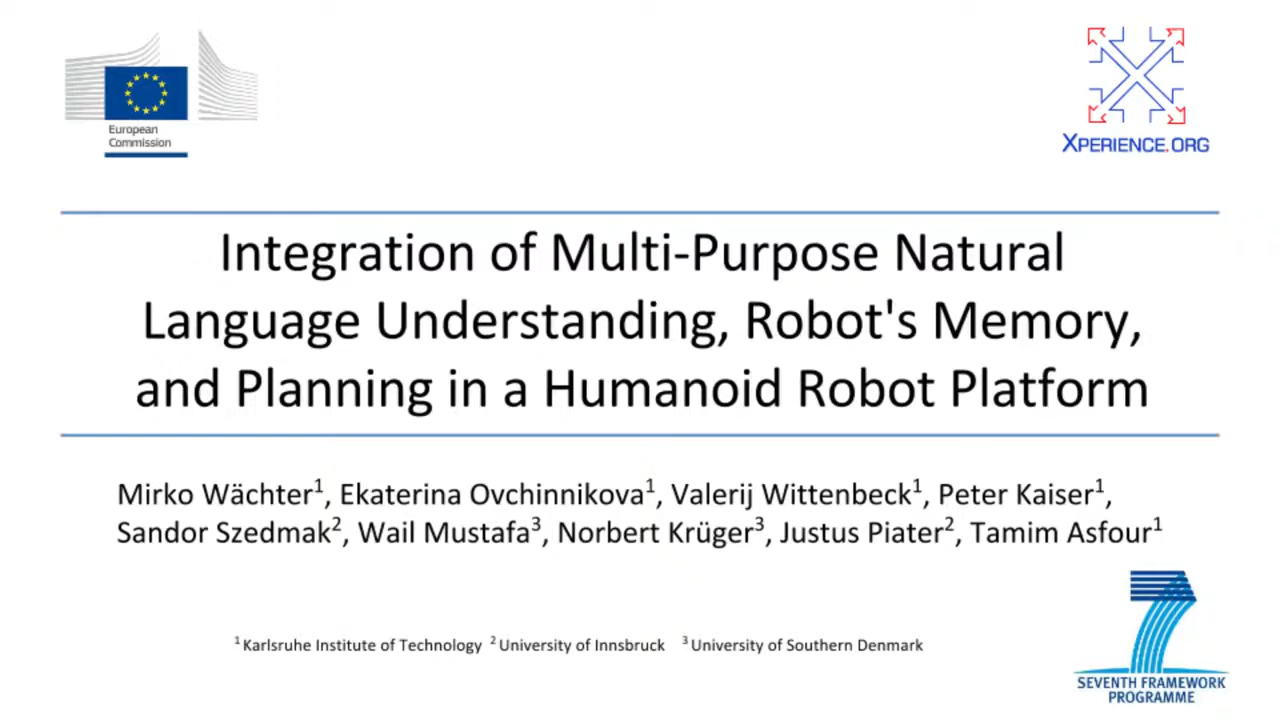 European
Commission
XPERIENCE.ORG
Integration of Multi-Purpose Natural
Language Understanding, Robot's Memory,
and Planning in a Humanoid Robot Platform
Mirko Wächter¹, Ekaterina Ovchinnikova¹, Valerij Wittenbeck¹, Peter Kaiser¹,
Sandor Szedmak², Wail Mustafa³, Norbert Krüger³, Justus Piater², Tamim Asfour¹
¹ Karlsruhe Institute of Technology ² University of Innsbruck ³ University of Southern Denmark
7
SEVENTH FRAMEWORK
PROGRAMME